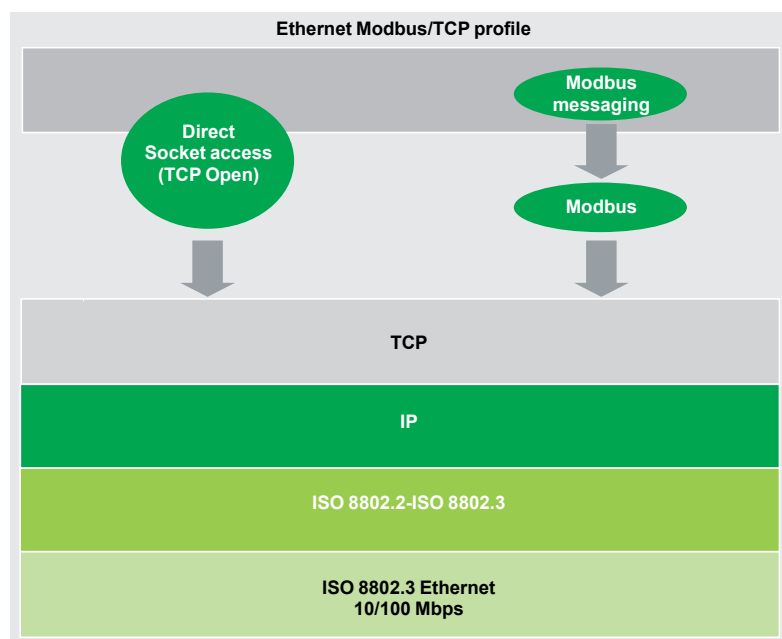 Ethernet Modbus/TCP profile
Direct
Socket access
(TCP Open)
Modbus
messaging
Modbus
TCP
IP
ISO 8802.2-ISO 8802.3
ISO 8802.3 Ethernet
10/100 Mbps